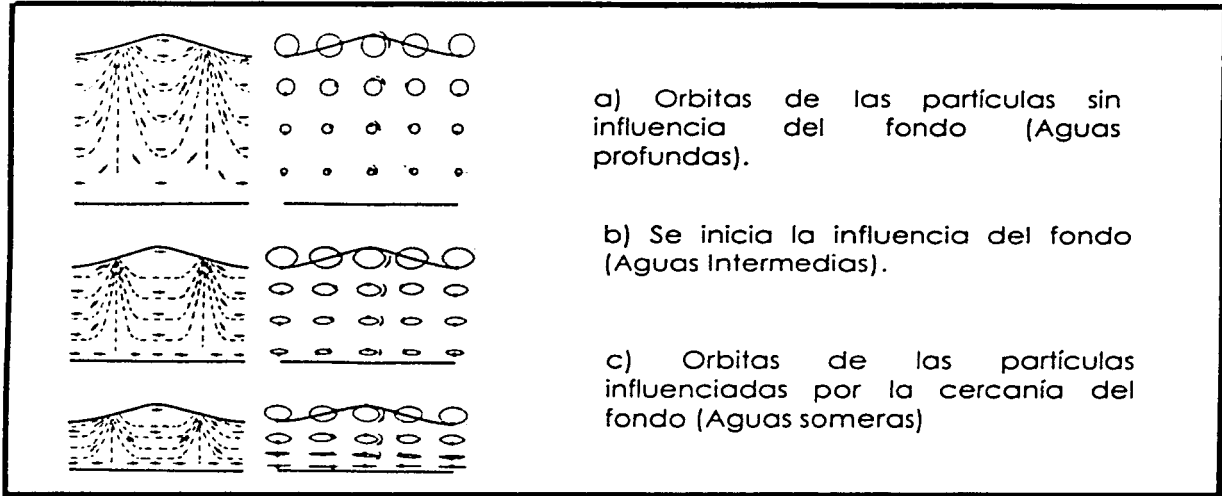 a) Orbitas de las partículas sin
influencia del fondo (Aguas
profundas).
b) Se inicia la influencia del fondo
(Aguas Intermedias).
c) Orbitas de las partículas
influenciadas por la cercanía del
fondo (Aguas someras)